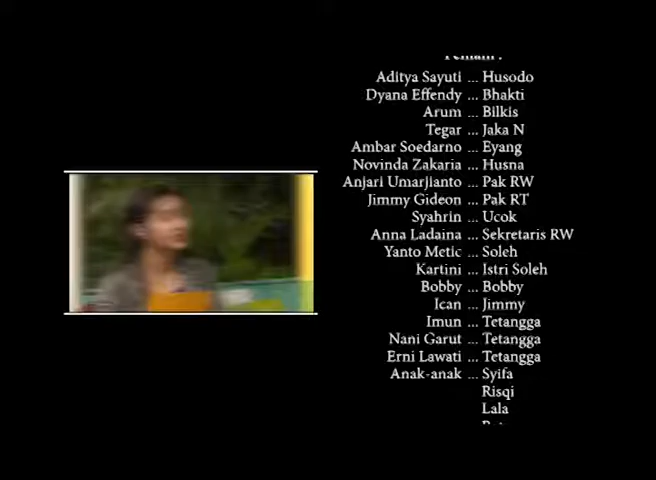 Pemain :
Aditya Sayuti ... Husodo
Dyana Effendy ... Bhakti
Arum ... Bilkis
Tegar ... Jaka N
Ambar Soedarno ... Eyang
Novinda Zakaria ... Husna
Anjari Umarjianto ... Pak RW
Jimmy Gideon ... Pak RT
Syahrin ... Ucok
Anna Ladaina ... Sekretaris RW
Yanto Metic ... Soleh
Kartini ... Istri Soleh
Bobby ... Bobby
Ican ... Jimmy
Imun ... Tetangga
Nani Garut ... Tetangga
Erni Lawati ... Tetangga
Anak-anak ... Syifa
Risqi
Lala